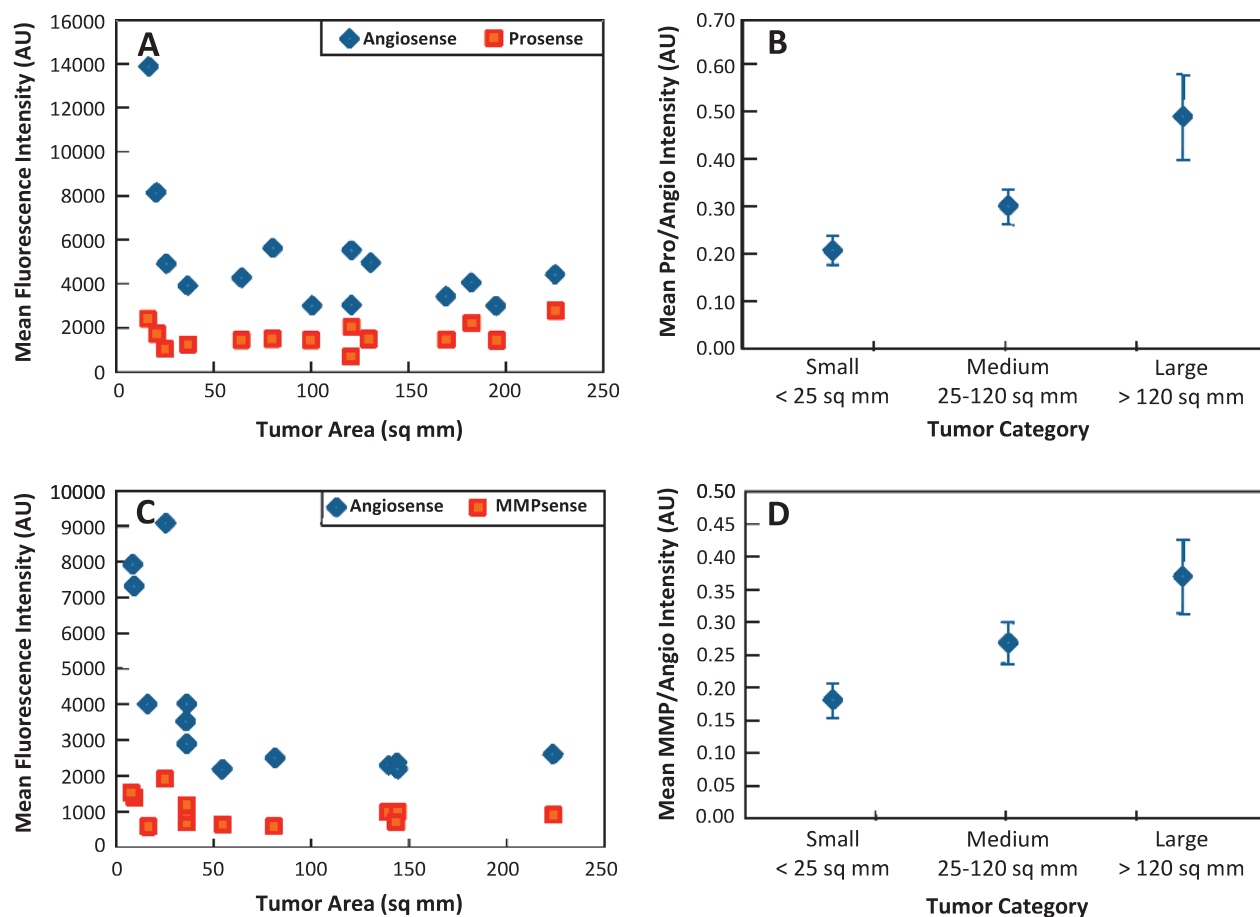 A
Angiosense
Prosense
Mean Fluorescence Intensity (AU)
16000
14000
12000
10000
8000
6000
4000
2000
0
0 50 100 150 200 250
Tumor Area (sq mm)
B
Mean Pro/Angio Intensity (AU)
0.70
0.60
0.50
0.40
0.30
0.20
0.10
0.00
Small Medium Large
< 25 sq mm 25-120 sq mm > 120 sq mm
Tumor Category
C
Angiosense
MMPsense
Mean Fluorescence Intensity (AU)
10000
9000
8000
7000
6000
5000
4000
3000
2000
1000
0
0 50 100 150 200 250
Tumor Area (sq mm)
D
Mean MMP/Angio Intensity (AU)
0.50
0.45
0.40
0.35
0.30
0.25
0.20
0.15
0.10
0.05
0.00
Small Medium Large
< 25 sq mm 25-120 sq mm > 120 sq mm
Tumor Category